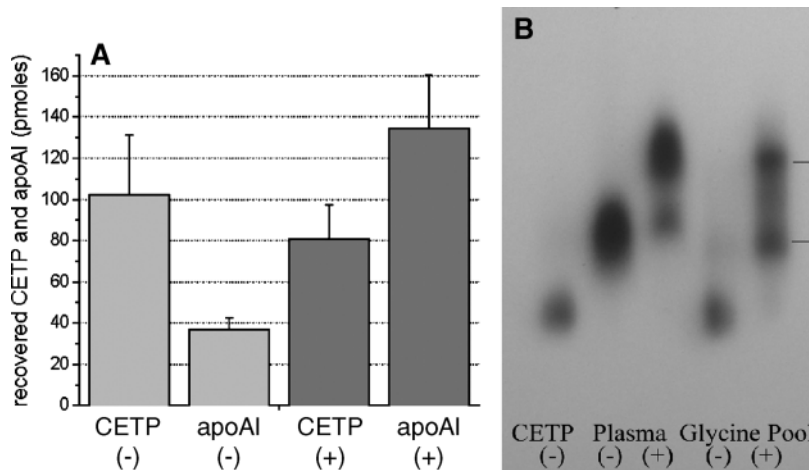 A
recovered CETP and apoAI (pmoles)
160
140
120
100
80
60
40
20
0
CETP apoAI CETP apoAI
(-) (-) (+) (+)
B
CETP Plasma Glycine Pool
(-) (-) (+) (-) (+)